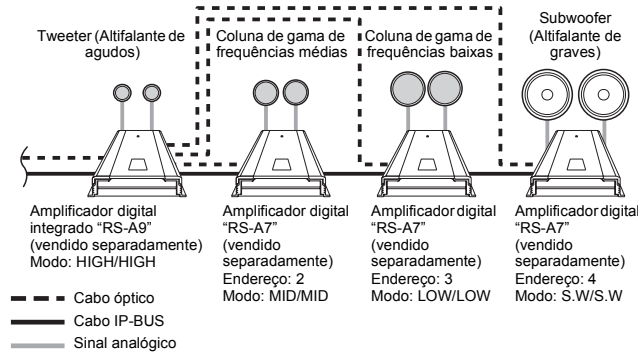 Tweeter (Altifalante de
agudos)
Coluna de gama de
frequências médias
Coluna de gama de
frequências baixas
Subwoofer
(Altifalante de
graves)
Amplificador digital
integrado “RS-A9”
(vendido separadamente)
Modo: HIGH/HIGH
Amplificador digital
“RS-A7”
(vendido
separadamente)
Endereço: 2
Modo: MID/MID
Amplificador digital
“RS-A7”
(vendido
separadamente)
Endereço: 3
Modo: LOW/LOW
Amplificador digital
“RS-A7”
(vendido
separadamente)
Endereço: 4
Modo: S.W/S.W
Cabo óptico
Cabo IP-BUS
Sinal analógico